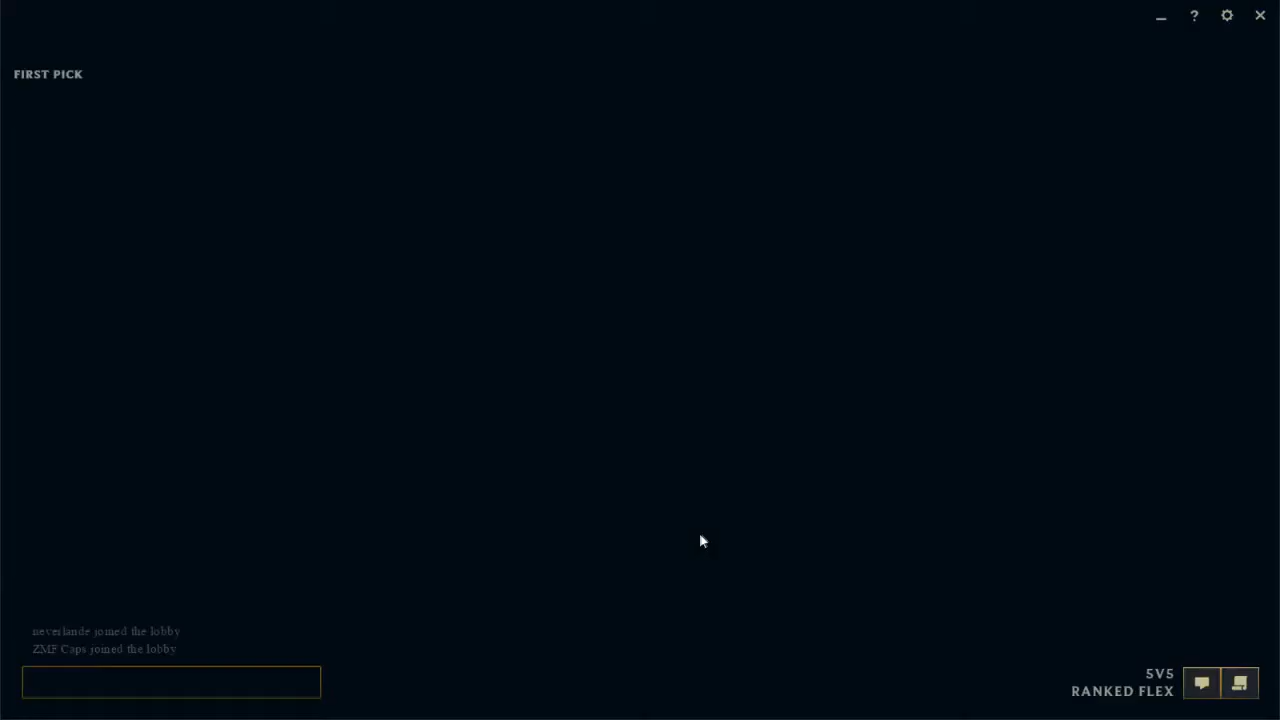 ?
FIRST PICK
neverlande joined the lobby
ZMF Caps joined the lobby
5V5
RANKED FLEX